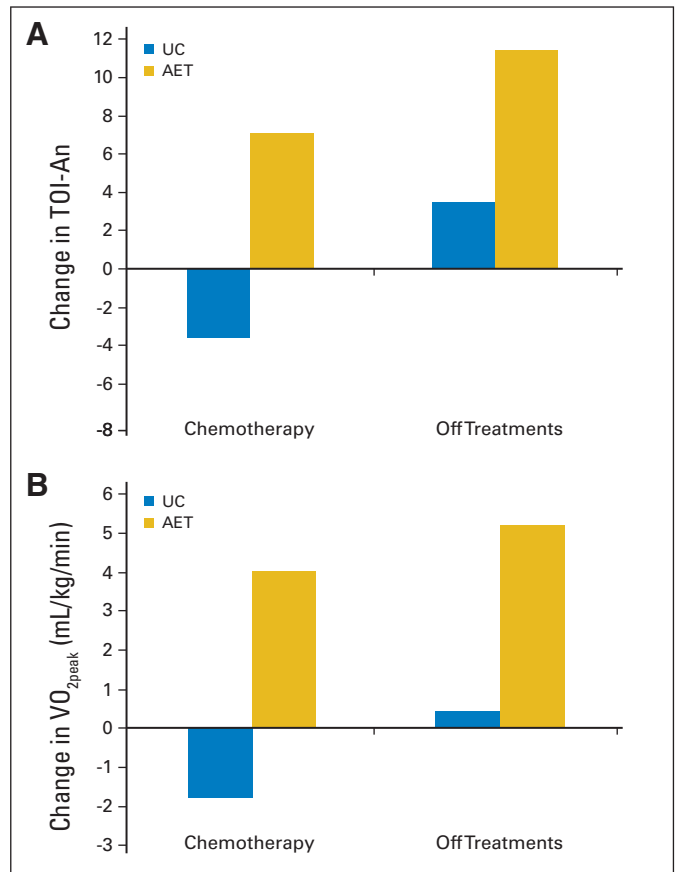 A
UC
AET
Change in TOI-An
12
10
8
6
4
2
0
-2
-4
-6
-8
Chemotherapy
Off Treatments
B
UC
AET
Change in VO2peak (mL/kg/min)
6
5
4
3
2
1
0
-1
-2
-3
Chemotherapy
Off Treatments